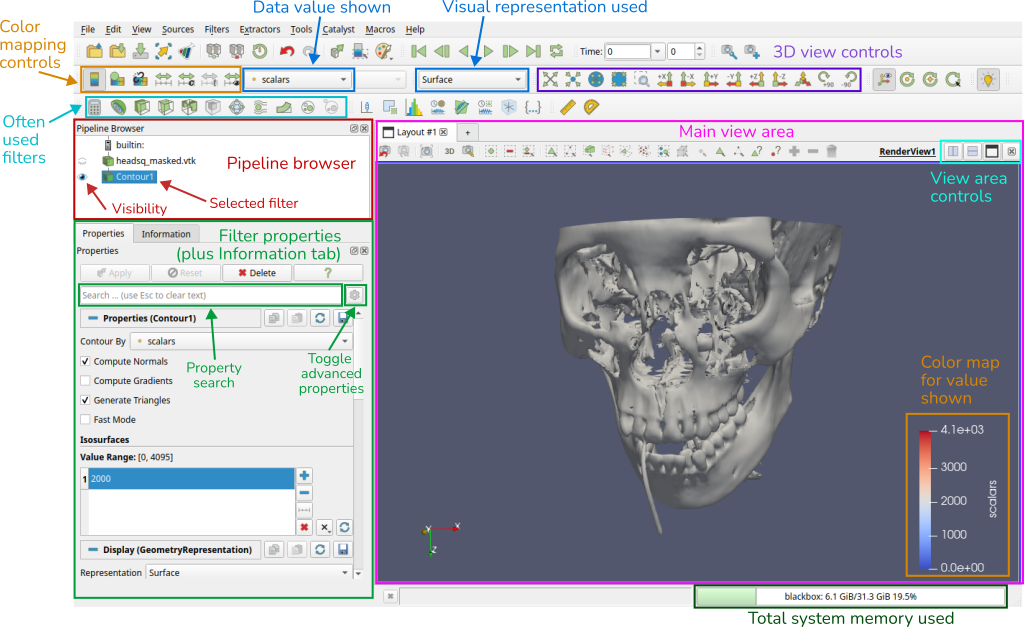 Data value shown
Visual representation used
Color
mapping
controls
File Edit View Sources Filters Extractors Tools Catalyst Macros Help
Time: 0 0
3D view controls
scalars
Surface
+X -X +Y -Y +Z -Z +90 -90
Often
used
filters
Pipeline Browser
builtin:
headsq_masked.vtk
Contour1
Pipeline browser
Visibility
Selected filter
Layout #1
+
Main view area
3D
RenderView1
View area
controls
Properties
Information
Filter properties
(plus Information tab)
Properties
Apply
Reset
Delete
?
Search ... (use Esc to clear text)
Properties (Contour1)
Contour By scalars
Compute Normals
Compute Gradients
Generate Triangles
Fast Mode
Property
search
Toggle
advanced
properties
Isosurfaces
Value Range: [0, 4095]
1 2000
Display (GeometryRepresentation)
Representation Surface
Color map
for value
shown
4.1e+03
3000
2000
1000
0.0e+00
scalars
Y X
Z
blackbox: 6.1 GiB/31.3 GiB 19.5%
Total system memory used